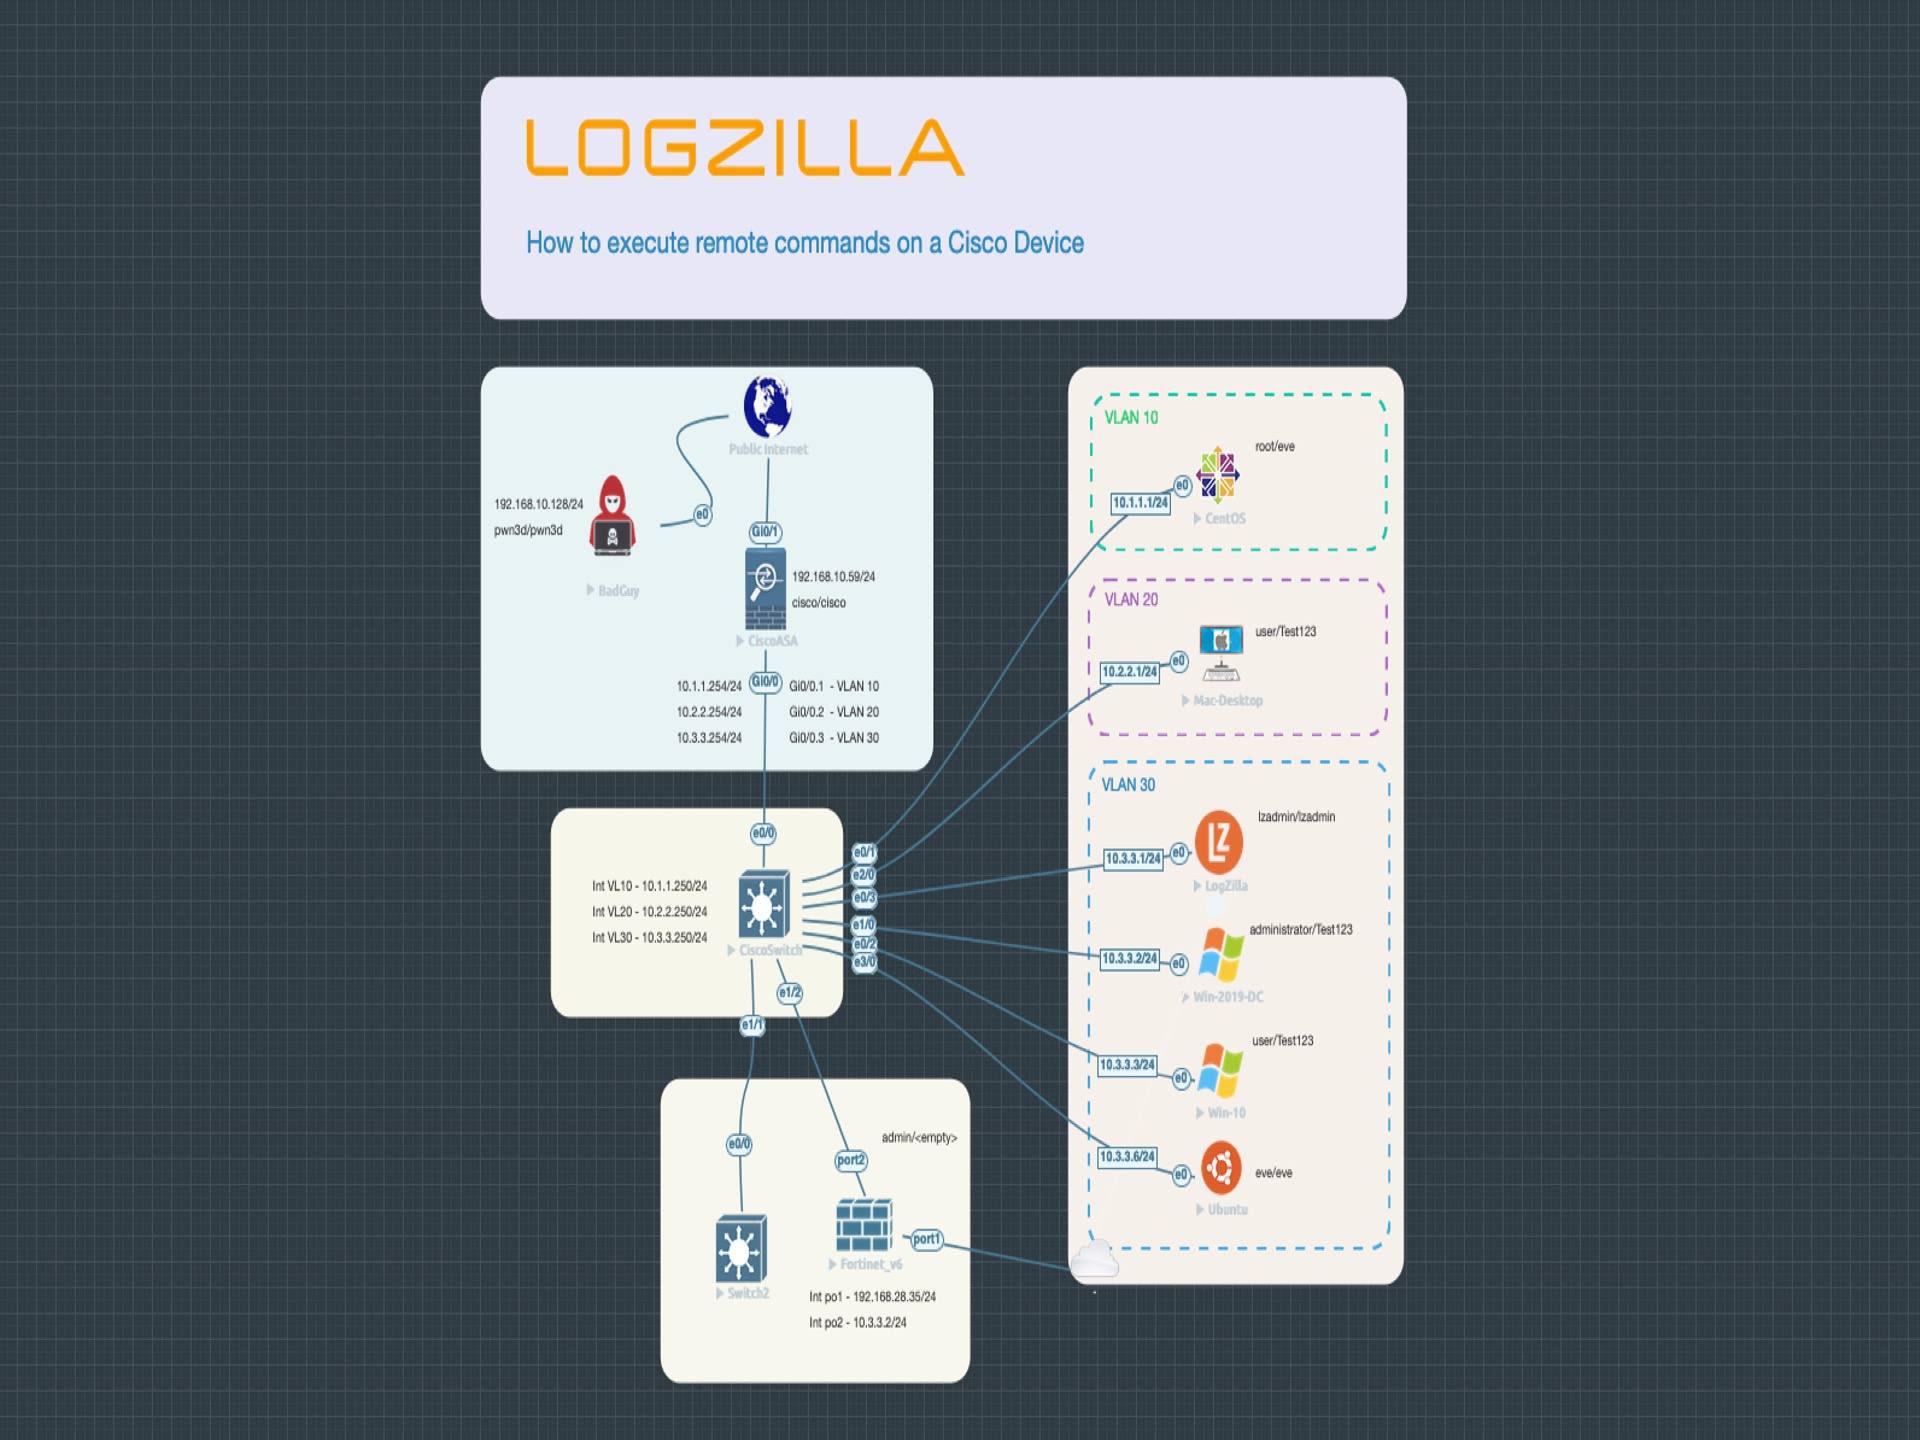 LOGZILLA
How to execute remote commands on a Cisco Device
Public Internet
192.168.10.128/24
pwn3d/pwn3d
e0
BadGuy
Gi0/1
192.168.10.59/24
cisco/cisco
CiscoASA
Gi0/0
10.1.1.254/24 Gi0/0.1 - VLAN 10
10.2.2.254/24 Gi0/0.2 - VLAN 20
10.3.3.254/24 Gi0/0.3 - VLAN 30
e0/0
Int VL10 - 10.1.1.250/24
Int VL20 - 10.2.2.250/24
Int VL30 - 10.3.3.250/24
CiscoSwitch
e0/1
e2/0
e0/3
e1/0
e0/2
e3/0
e1/2
e1/1
e0/0
Switch2
admin/<empty>
port2
port1
Fortinet_v6
Int po1 - 192.168.28.35/24
Int po2 - 10.3.3.2/24
VLAN 10
root/eve
e0
10.1.1.1/24
CentOS
VLAN 20
user/Test123
e0
10.2.2.1/24
Mac-Desktop
VLAN 30
lzadmin/lzadmin
LZ
10.3.3.1/24
e0
LogZilla
administrator/Test123
10.3.3.2/24
e0
Win-2019-DC
user/Test123
10.3.3.3/24
e0
Win-10
10.3.3.6/24
e0
eve/eve
Ubuntu